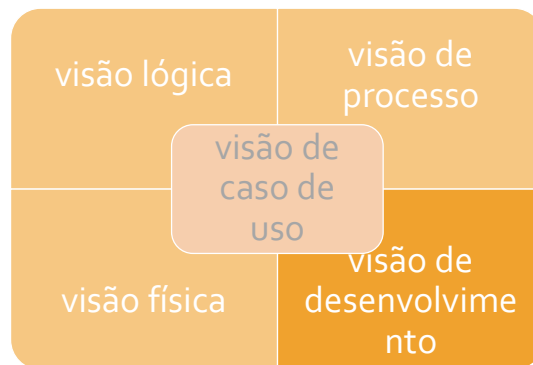 visão lógica
visão de
processo
visão de
caso de
uso
visão física
visão de
desenvolvime
nto